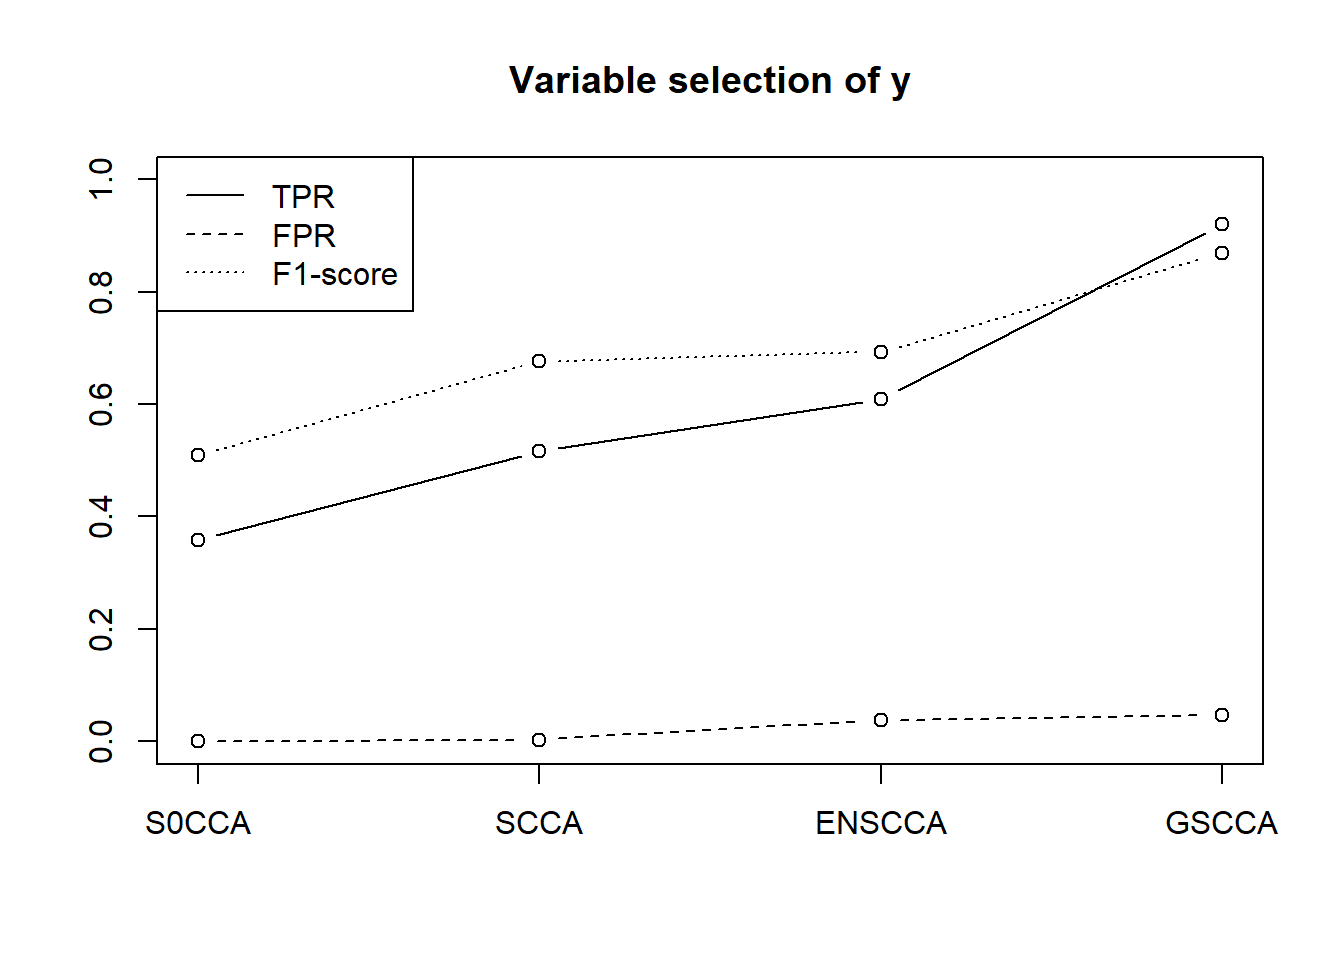 Variable selection of y
TPR
FPR
F1-score
1.0
0.8
0.6
0.4
0.2
0.0
S0CCA SCCA ENSCCA GSCCA